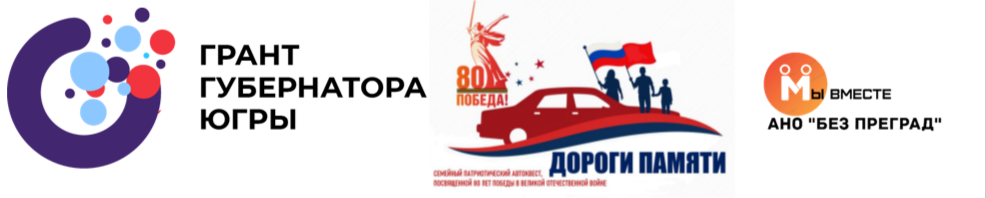 ГРАНТ
ГУБЕРНАТОРА
ЮГРЫ
80
ПОБЕДА!
ДОРОГИ ПАМЯТИ
СЕМЕЙНЫЙ ПАТРИОТИЧЕСКИЙ АВТОКВЕСТ,
ПОСВЯЩЕННОЙ 80 ЛЕТ ПОБЕДЫ В ВЕЛИКОЙ ОТЕЧЕСТВЕННОЙ ВОЙНЕ
МЫ ВМЕСТЕ
АНО "БЕЗ ПРЕГРАД"